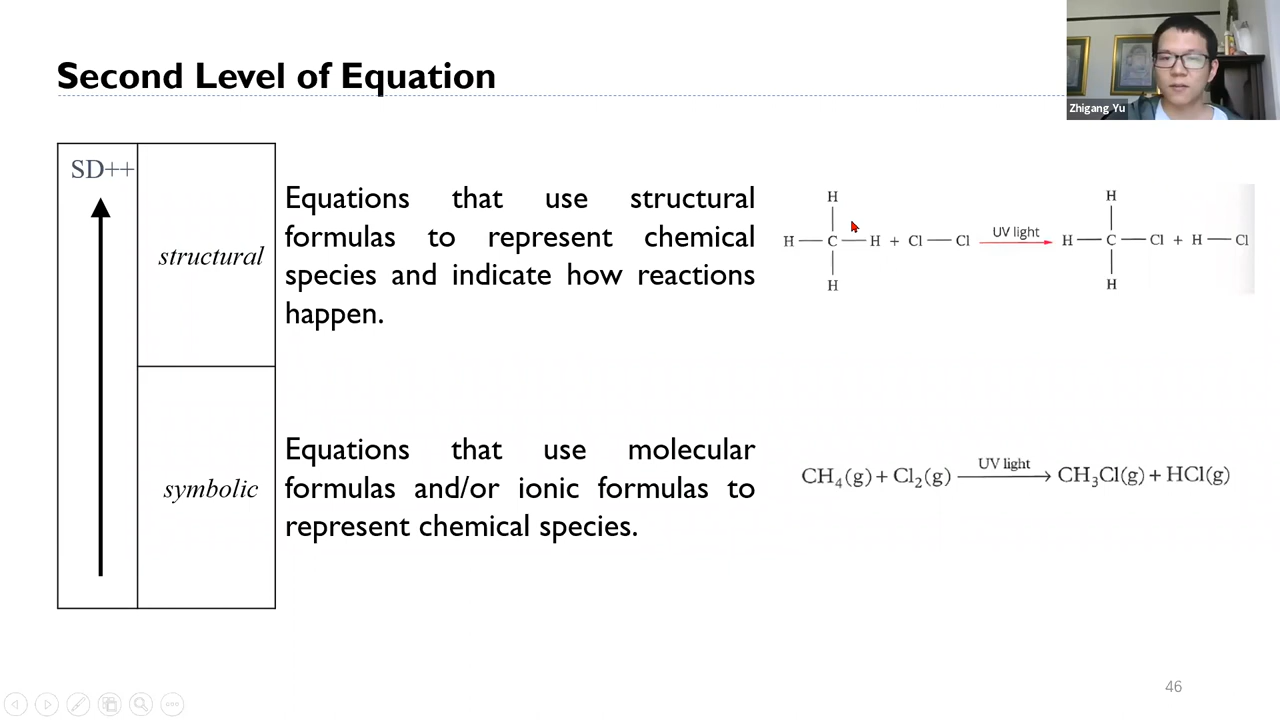 Second Level of Equation
Zhigang Yu
SD++
structural
Equations that use structural
formulas to represent chemical
species and indicate how reactions
happen.
H
H — C — H + Cl — Cl UV light H — C — Cl + H — Cl
H
H
H
symbolic
Equations that use molecular
formulas and/or ionic formulas to
represent chemical species.
CH₄(g) + Cl₂(g) UV light CH₃Cl(g) + HCl(g)
46